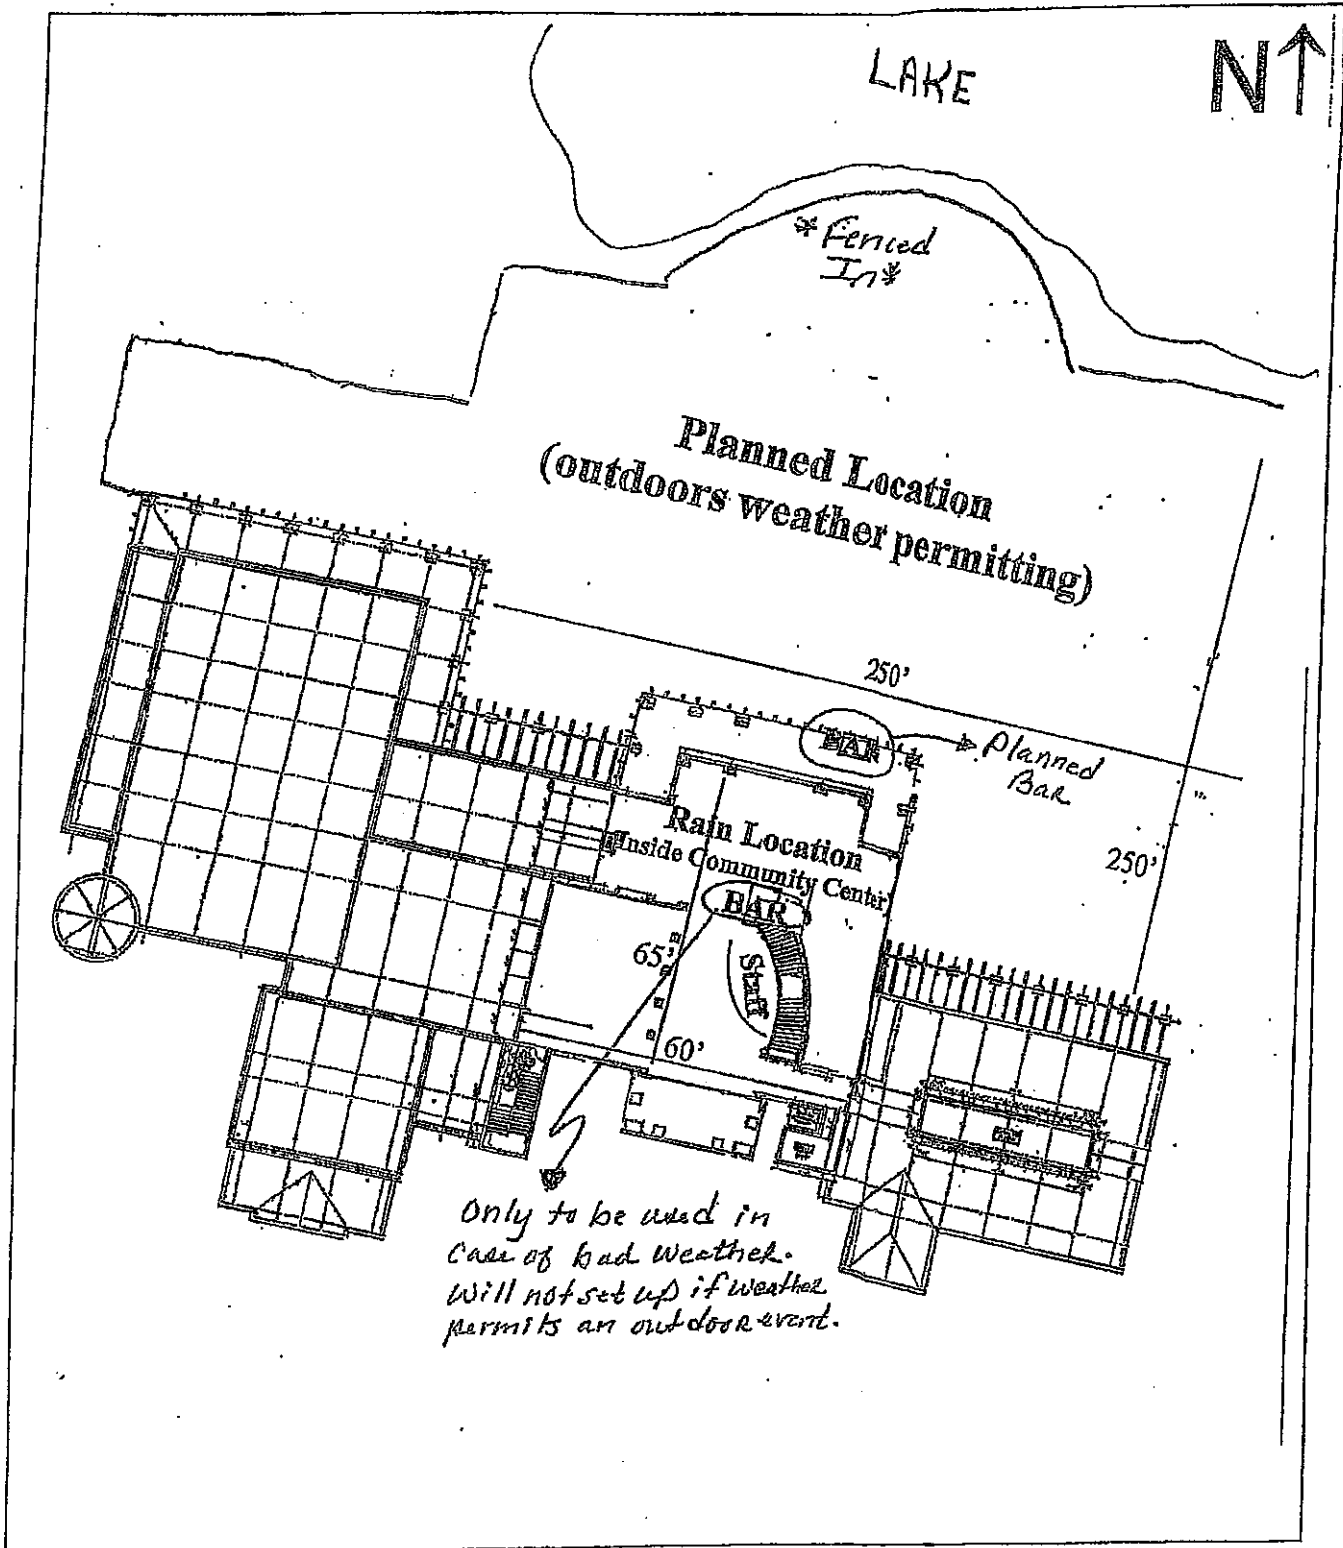 LAKE
N
* Fenced
In *
Planned Location
(outdoors weather permitting)
250'
BAR
Planned
Bar
Rain Location
Inside Community Center
250'
BAR
65'
Staff
60'
Only to be used in
case of bad weather.
Will not set up if weather
permits an outdoor event.